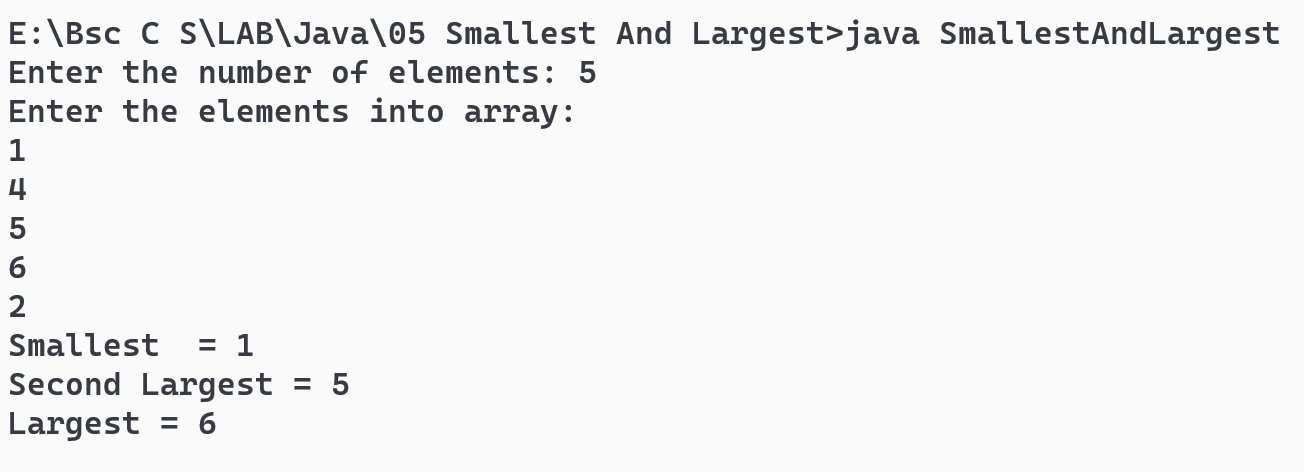 E:\Bsc C S\LAB\Java\05 Smallest And Largest>java SmallestAndLargest
Enter the number of elements: 5
Enter the elements into array:
1
4
5
6
2
Smallest  = 1
Second Largest = 5
Largest = 6